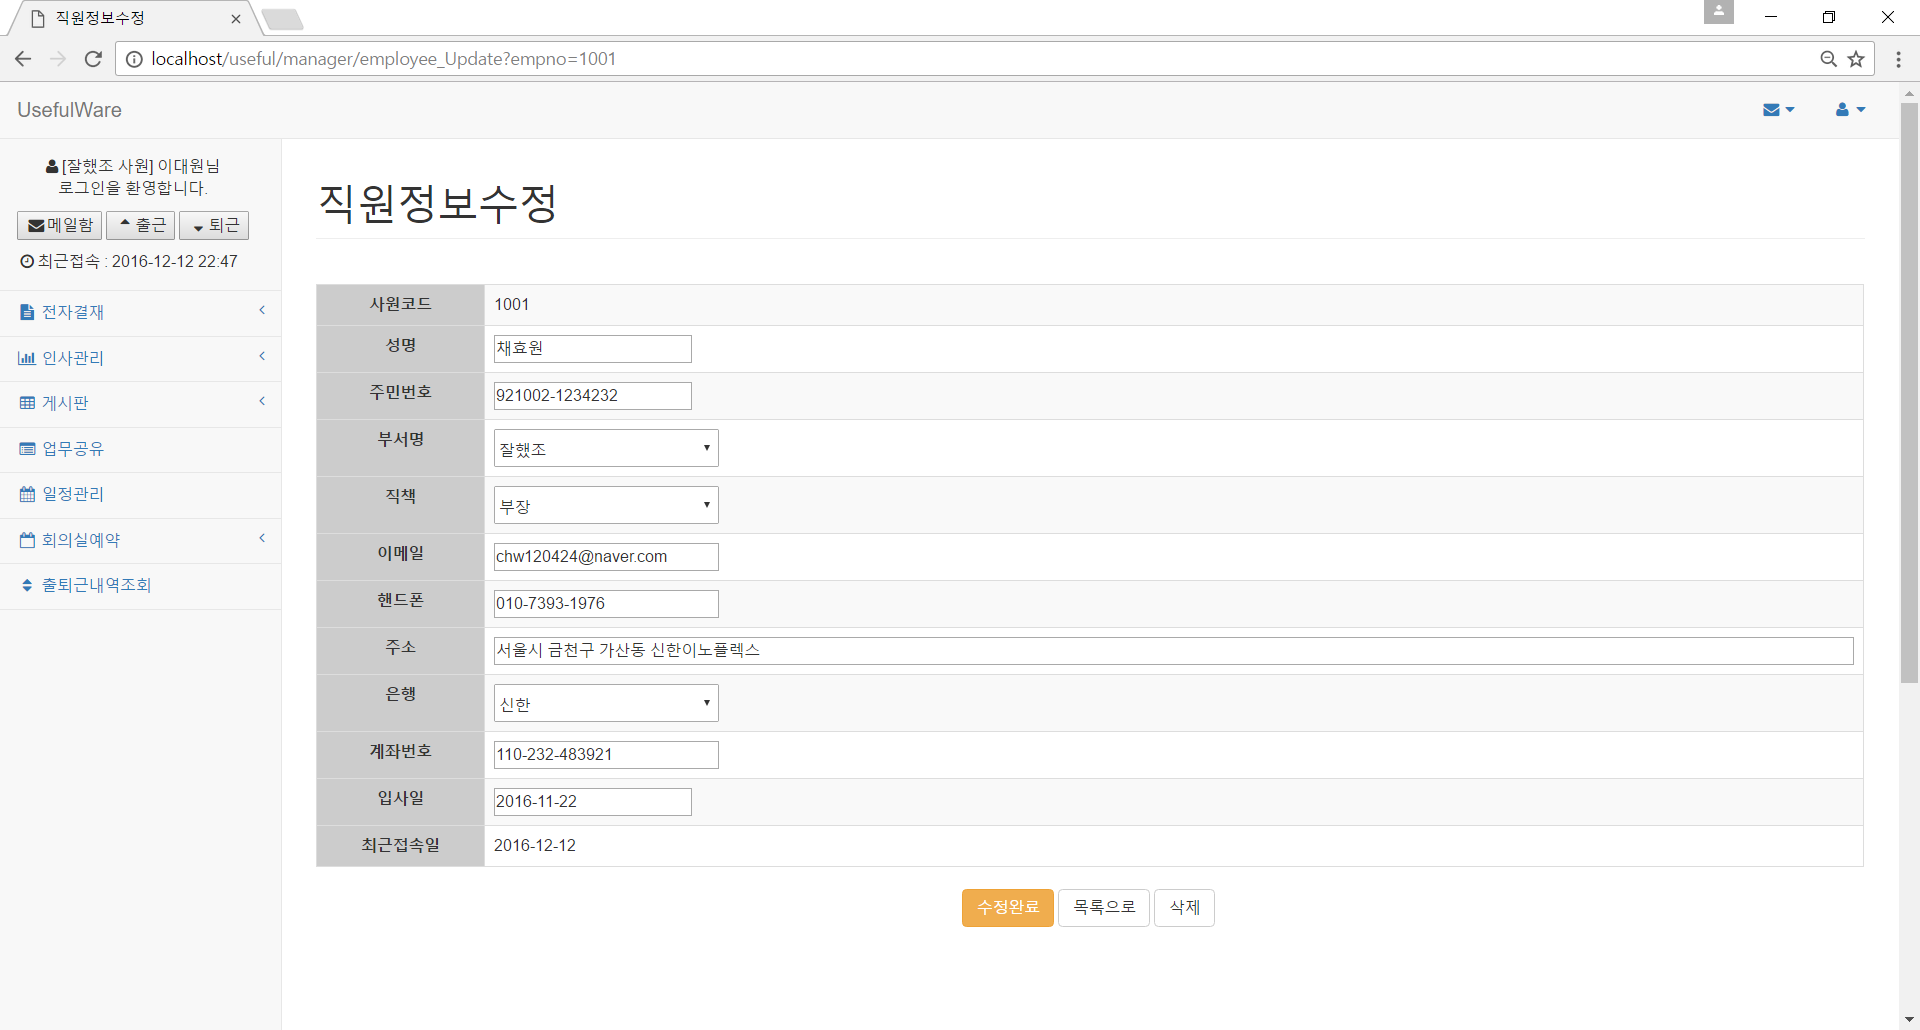 직원정보수정
localhost/useful/manager/employee_Update?empno=1001
UsefulWare
[잘했조 사원] 이대원님
로그인을 환영합니다.
메일함 출근 퇴근
최근접속 : 2016-12-12 22:47
전자결재
인사관리
게시판
업무공유
일정관리
회의실예약
출퇴근내역조회
직원정보수정
사원코드 1001
성명 채효원
주민번호 921002-1234232
부서명 잘했조
직책 부장
이메일 chw120424@naver.com
핸드폰 010-7393-1976
주소 서울시 금천구 가산동 신한이노플렉스
은행 신한
계좌번호 110-232-483921
입사일 2016-11-22
최근접속일 2016-12-12
수정완료 목록으로 삭제